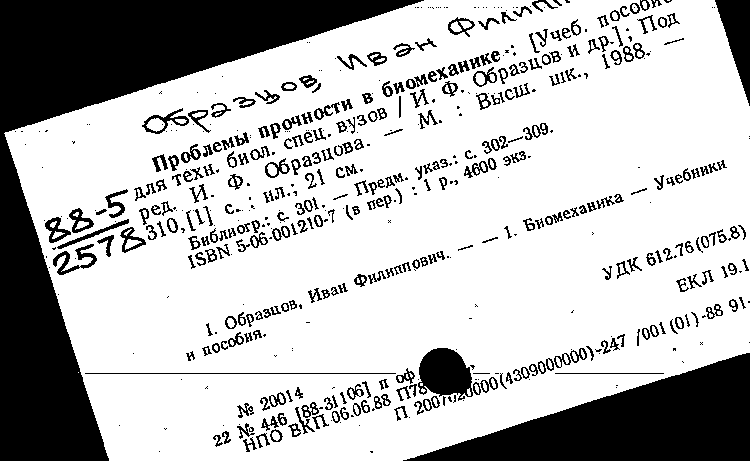 Образцов Иван
Проблемы прочности в биомеханике : [Учеб. пособие
для техн. биол. спец. вузов / И. Ф. Образцов и др.] ; Под
ред. И. Ф. Образцова. — М. : Высш. шк., 1988. —
310,[1] с. : ил.; 21 см.
88-5
2578
Библиогр.: с. 301. — Предм. указ.: с. 302—309.
ISBN 5-06-001210-7 (в пер.) : 1 р., 4600 экз.
I. Образцов, Иван Филиппович. — — 1. Биомеханика — Учебники
и пособия.
УДК 612.76(075.8)
ЕКЛ 19.1
№ 20014
22 № 446 [88-31106] п оф
НПО ВКП 06.06.88 П78
П 2007020000(4309000000)-247 /001(01)-88 91-